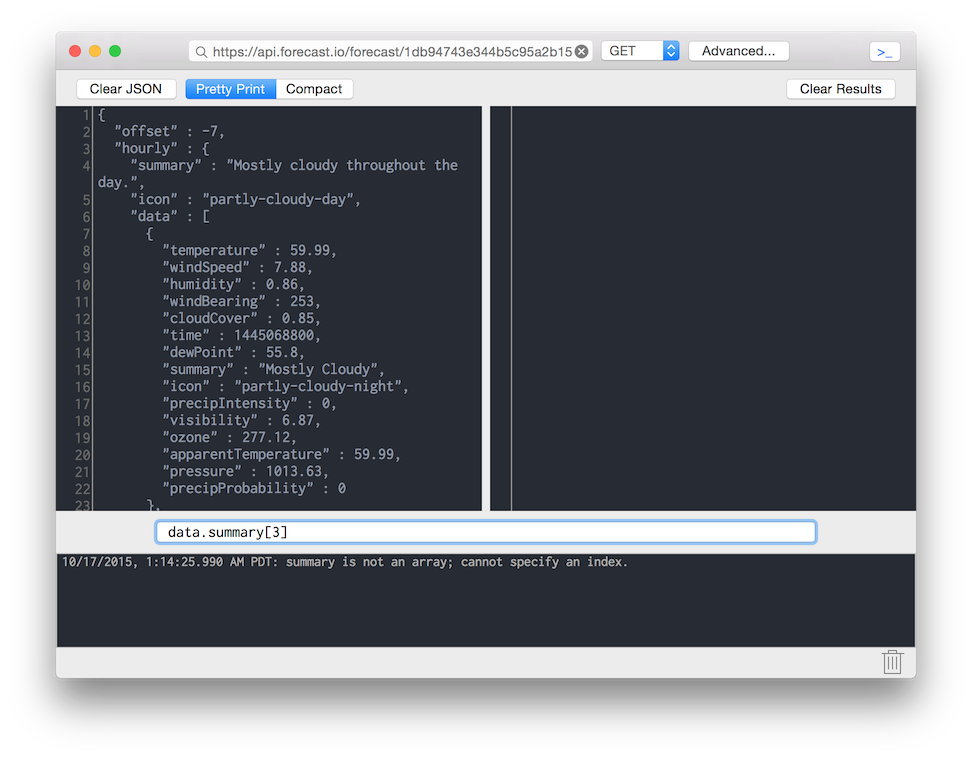 https://api.forecast.io/forecast/1db94743e344b5c95a2b15 GET Advanced... >_
Clear JSON Pretty Print Compact Clear Results
1 {
2 "offset" : -7,
3 "hourly" : {
4 "summary" : "Mostly cloudy throughout the
day.",
5 "icon" : "partly-cloudy-day",
6 "data" : [
7 {
8 "temperature" : 59.99,
9 "windSpeed" : 7.88,
10 "humidity" : 0.86,
11 "windBearing" : 253,
12 "cloudCover" : 0.85,
13 "time" : 1445068800,
14 "dewPoint" : 55.8,
15 "summary" : "Mostly Cloudy",
16 "icon" : "partly-cloudy-night",
17 "precipIntensity" : 0,
18 "visibility" : 6.87,
19 "ozone" : 277.12,
20 "apparentTemperature" : 59.99,
21 "pressure" : 1013.63,
22 "precipProbability" : 0
23 },
data.summary[3]
10/17/2015, 1:14:25.990 AM PDT: summary is not an array; cannot specify an index.